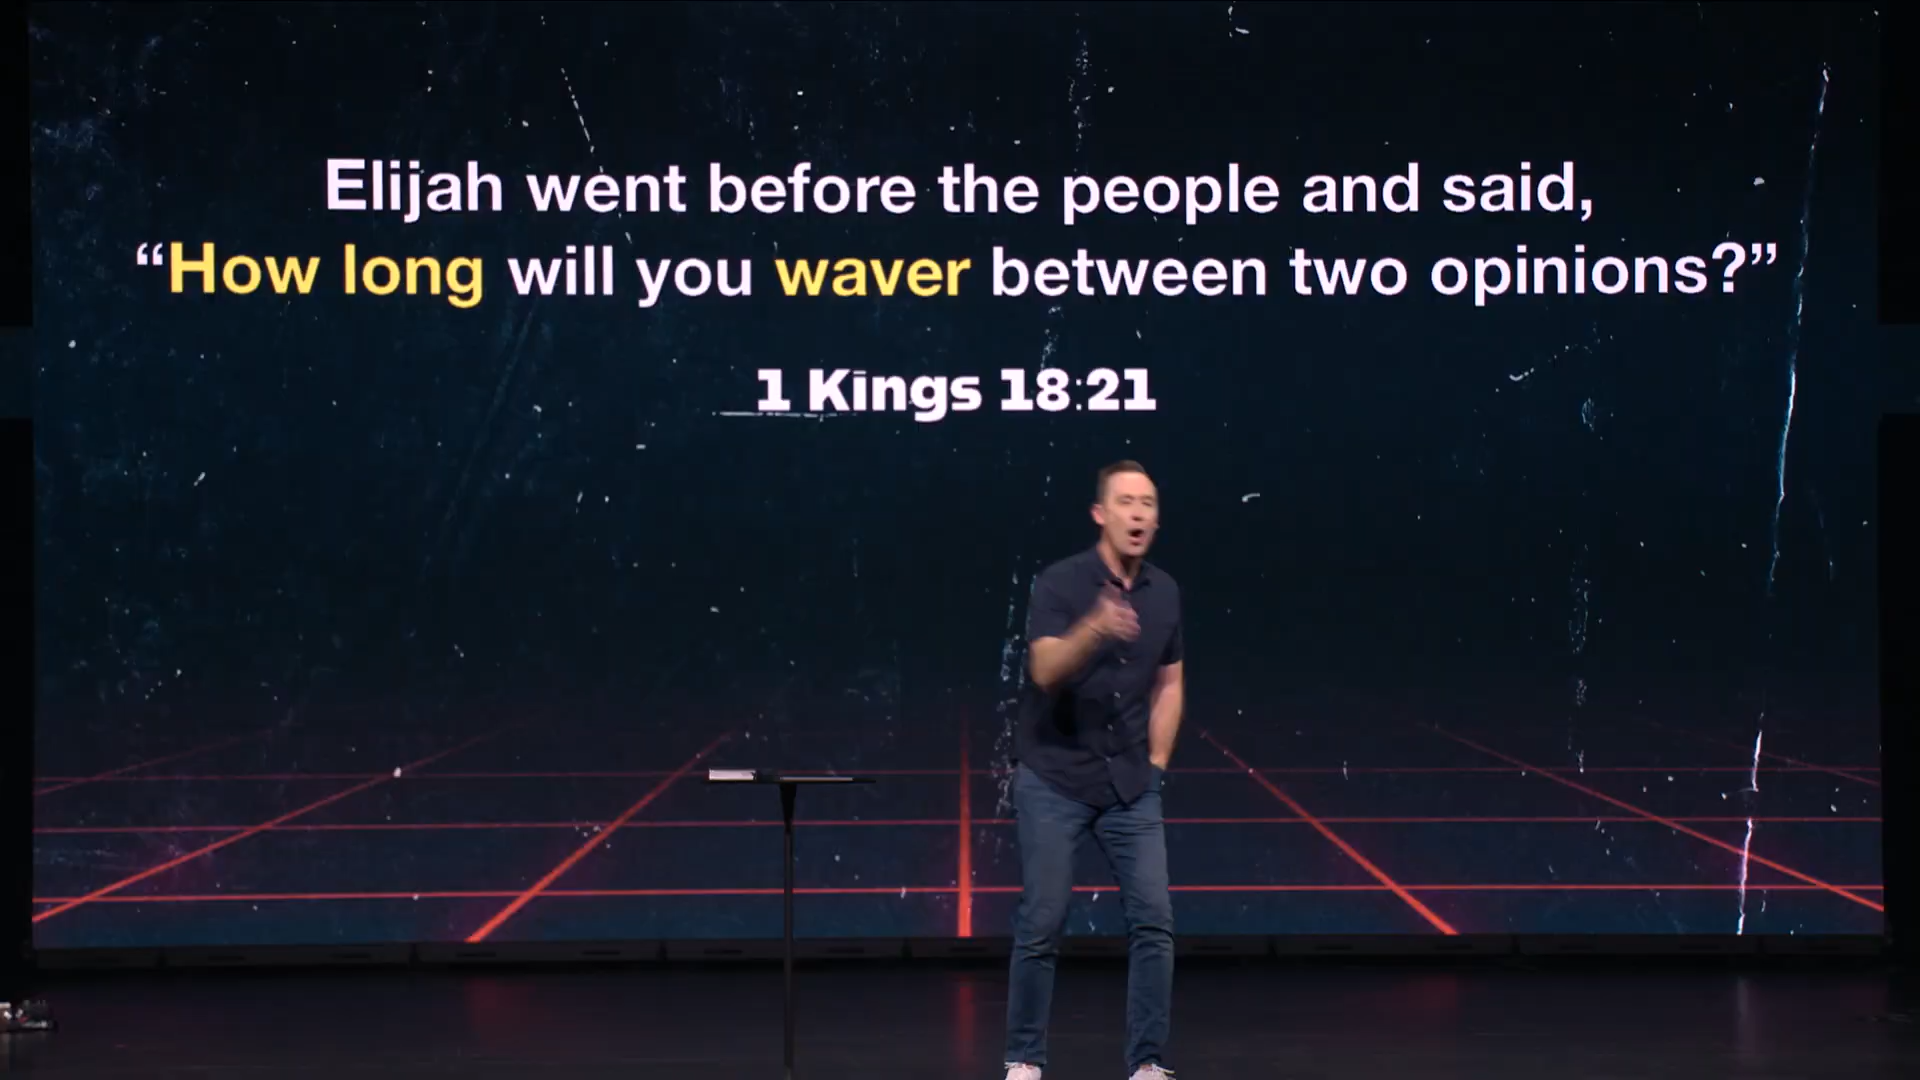 Elijah went before the people and said,
“How long will you waver between two opinions?”
1 Kings 18:21